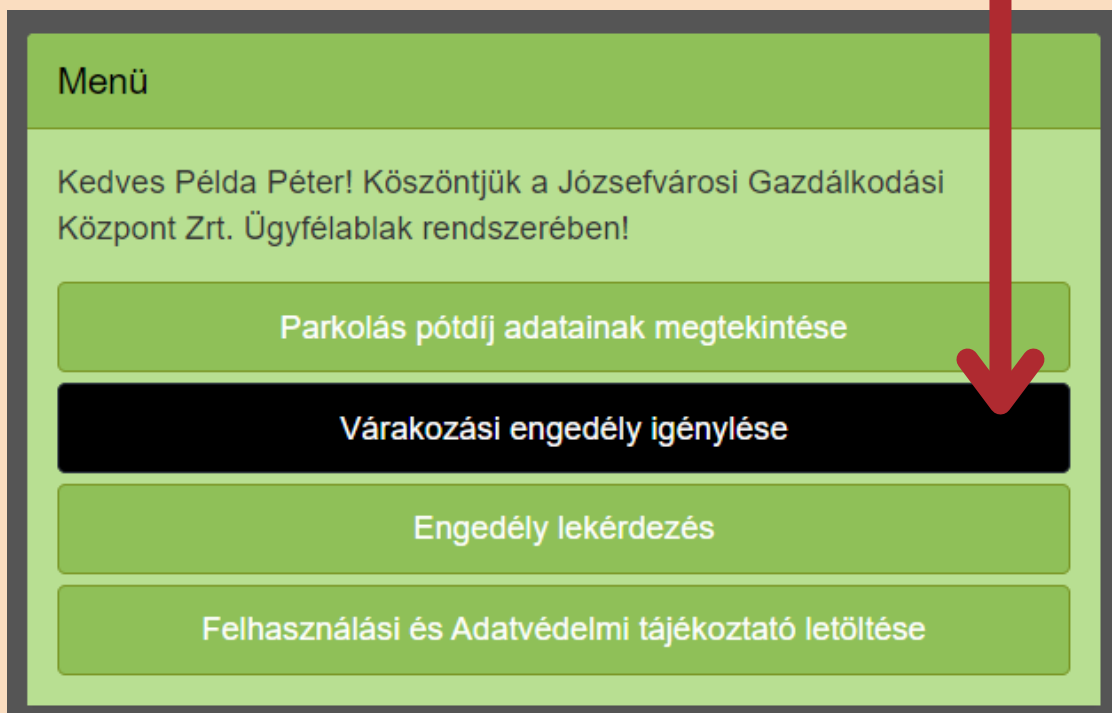 Menü
Kedves Példa Péter! Köszöntjük a Józsefvárosi Gazdálkodási
Központ Zrt. Ügyfélablak rendszerében!
Parkolás pótdíj adatainak megtekintése
Várakozási engedély igénylése
Engedély lekérdezés
Felhasználási és Adatvédelmi tájékoztató letöltése